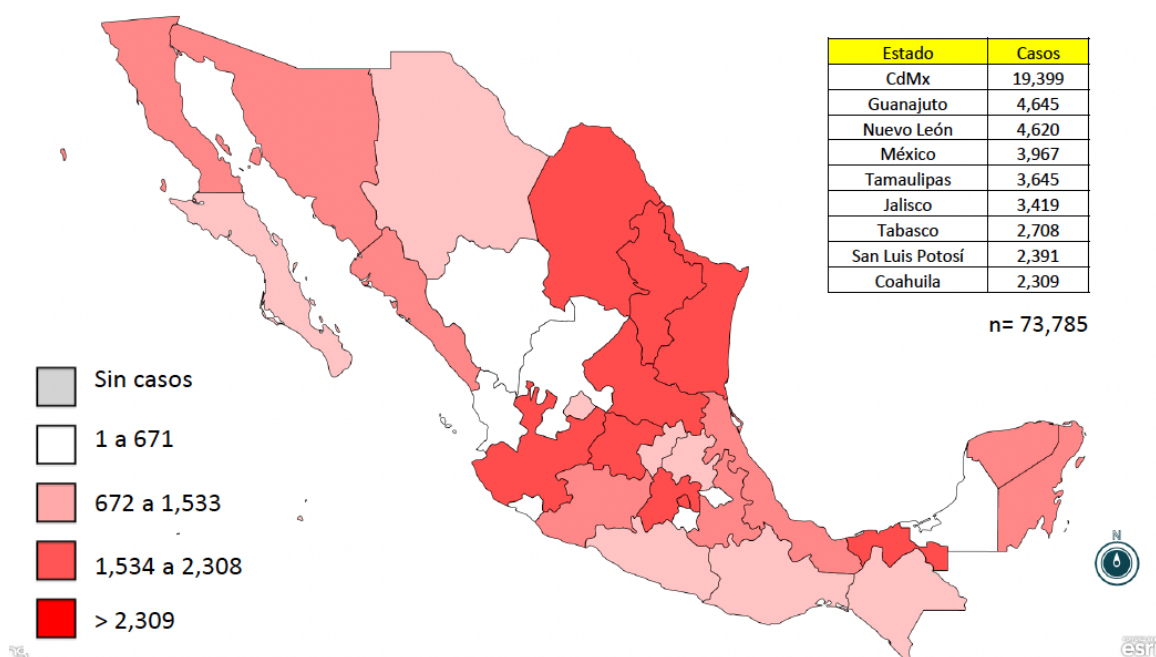 Estado Casos
CdMx 19,399
Guanajuto 4,645
Nuevo León 4,620
México 3,967
Tamaulipas 3,645
Jalisco 3,419
Tabasco 2,708
San Luis Potosí 2,391
Coahuila 2,309
n= 73,785
Sin casos
1 a 671
672 a 1,533
1,534 a 2,308
> 2,309
N
esri